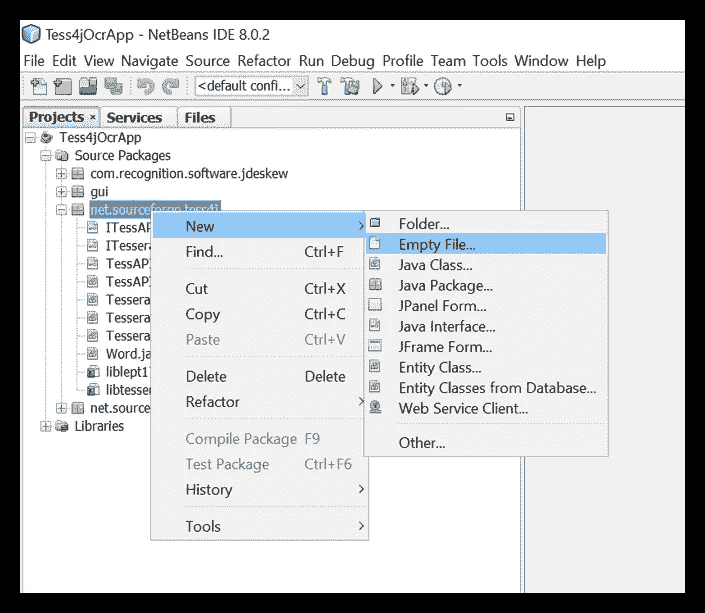 Tess4jOcrApp - NetBeans IDE 8.0.2
File Edit View Navigate Source Refactor Run Debug Profile Team Tools Window Help
<default confi...
Projects × Services Files
Tess4jOcrApp
Source Packages
com.recognition.software.jdeskew
gui
net.sourceforge.tess4j
ITessAP
ITessera
TessAPI
TessAPI
Tessera
Tessera
Tessera
Word.ja
liblept1
libtesser
net.source
Libraries
New
Find... Ctrl+F
Cut Ctrl+X
Copy Ctrl+C
Paste Ctrl+V
Delete Delete
Refactor
Compile Package F9
Test Package Ctrl+F6
History
Tools
Folder...
Empty File...
Java Class...
Java Package...
JPanel Form...
Java Interface...
JFrame Form...
Entity Class...
Entity Classes from Database...
Web Service Client...
Other...